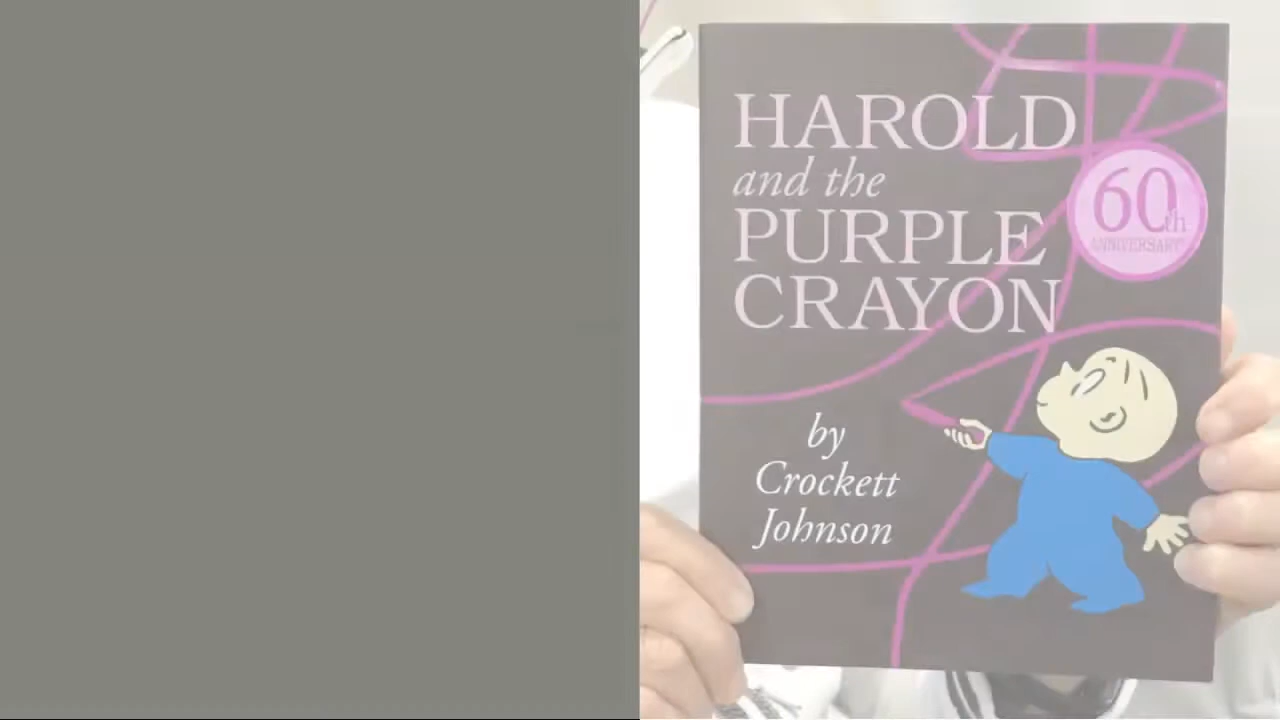 HAROLD
and the
PURPLE
CRAYON
60th
ANNIVERSARY
by
Crockett
Johnson